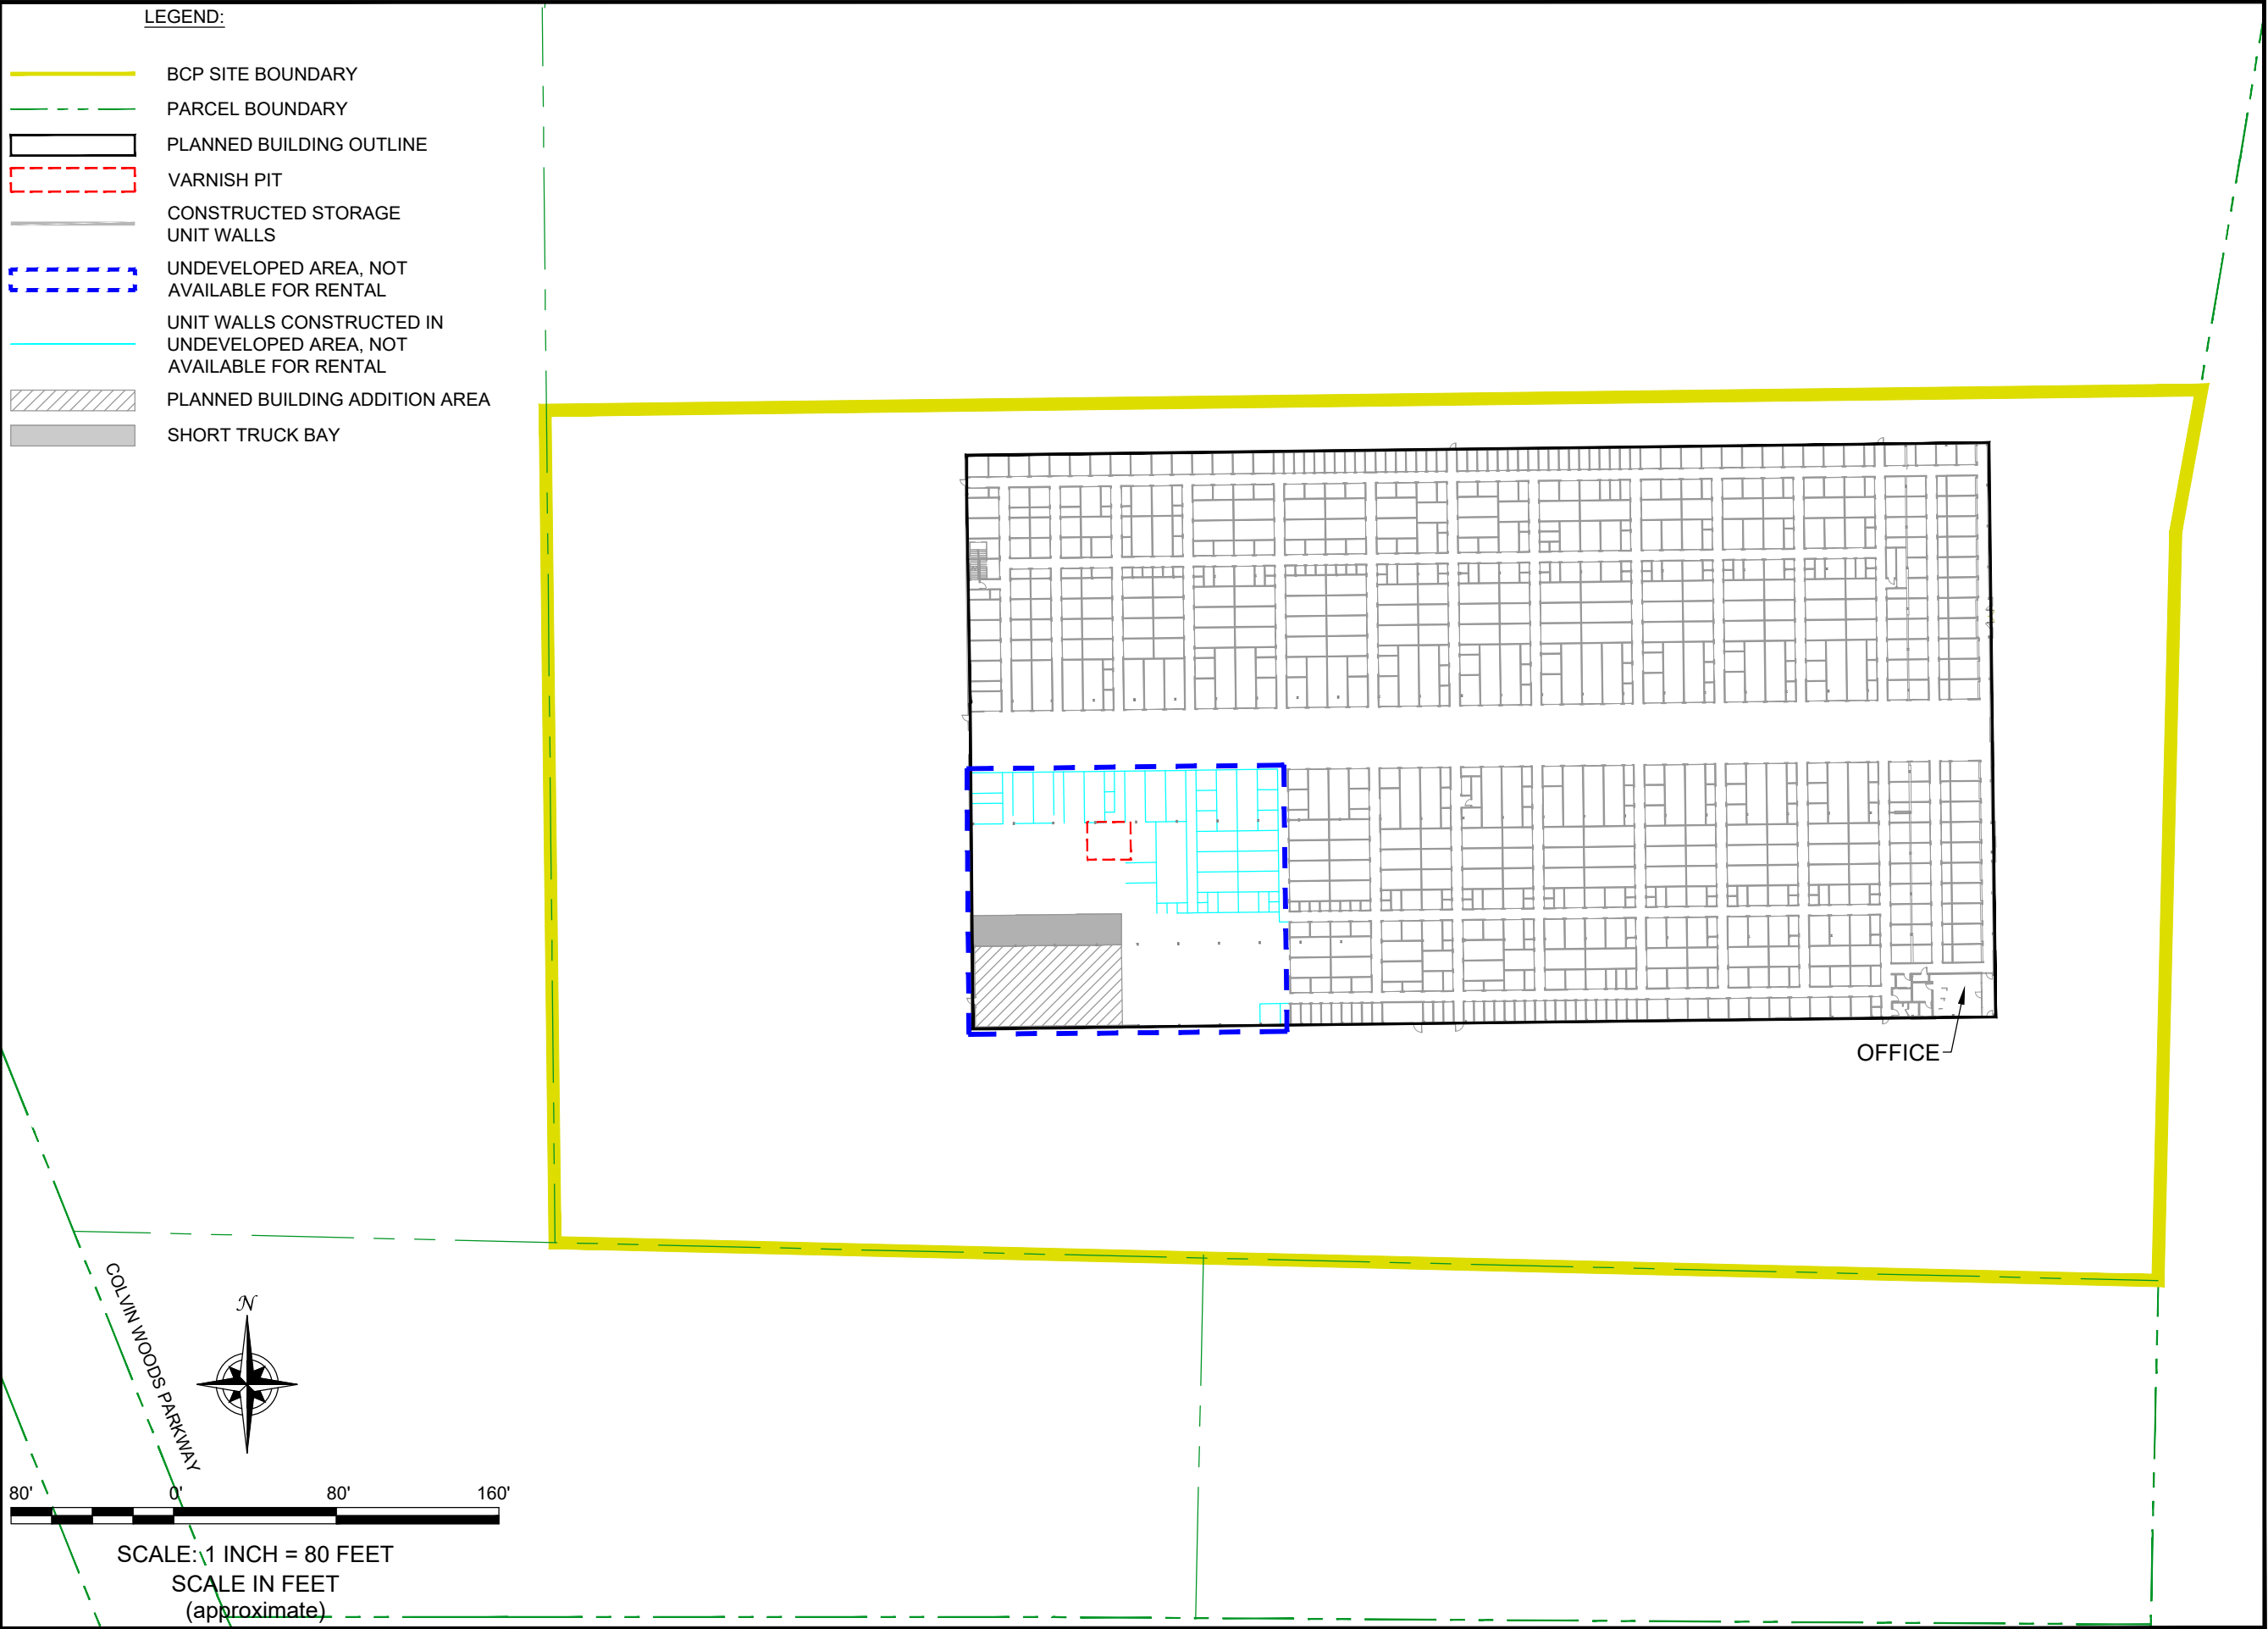 LEGEND:
BCP SITE BOUNDARY
PARCEL BOUNDARY
PLANNED BUILDING OUTLINE
VARNISH PIT
CONSTRUCTED STORAGE
UNIT WALLS
UNDEVELOPED AREA, NOT
AVAILABLE FOR RENTAL
UNIT WALLS CONSTRUCTED IN
UNDEVELOPED AREA, NOT
AVAILABLE FOR RENTAL
PLANNED BUILDING ADDITION AREA
SHORT TRUCK BAY
OFFICE
COLVIN WOODS PARKWAY
N
80' 0' 80' 160'
SCALE: 1 INCH = 80 FEET
SCALE IN FEET
(approximate)